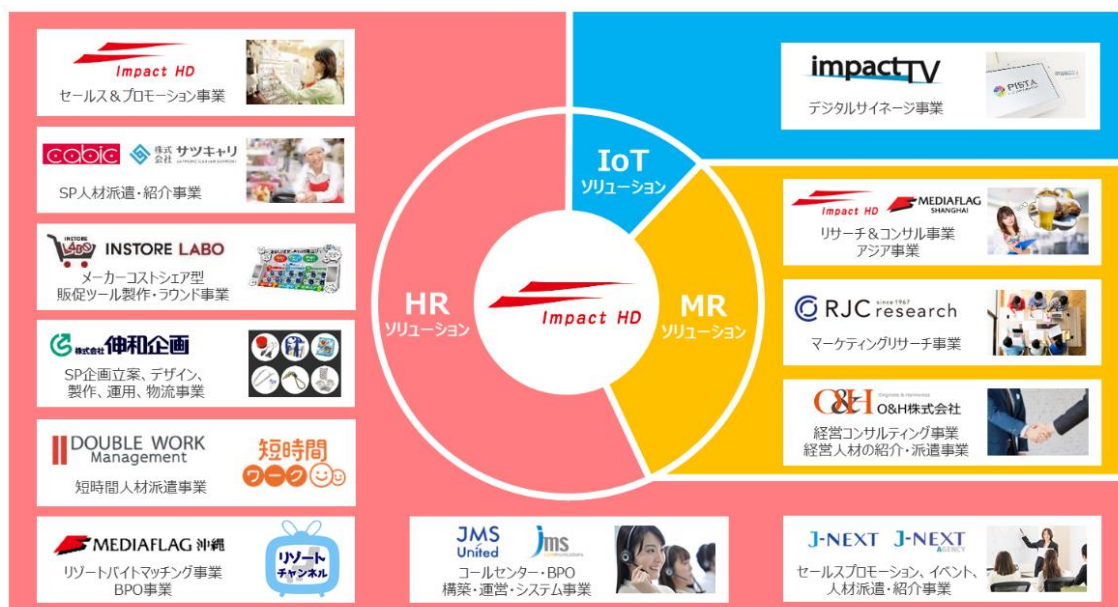 Impact HD
セールス＆プロモーション事業
cabic
株式会社 サツキャリ
SP人材派遣・紹介事業
INSTORE LABO
INSTORE LABO
メーカーコストシェア型
販促ツール製作・ラウンド事業
株式会社 伸和企画
SP企画立案、デザイン、
製作、運用、物流事業
DOUBLE WORK
Management
短時間
ワーク
短時間人材派遣事業
MEDIAFLAG 沖縄
リゾート
チャンネル
リゾートバイトマッチング事業
BPO事業
HR
ソリューション
IoT
ソリューション
MR
ソリューション
Impact HD
JMS
United
jms
communications
コールセンター・BPO
構築・運営・システム事業
impactTV
PISTA
デジタルサイネージ事業
Impact HD
MEDIAFLAG
SHANGHAI
リサーチ＆コンサル事業
アジア事業
RJC research
since 1967
マーケティングリサーチ事業
O&H
O&H株式会社
経営コンサルティング事業
経営人材の紹介・派遣事業
J-NEXT
J-NEXT
AGENCY
セールスプロモーション、イベント、
人材派遣・紹介事業